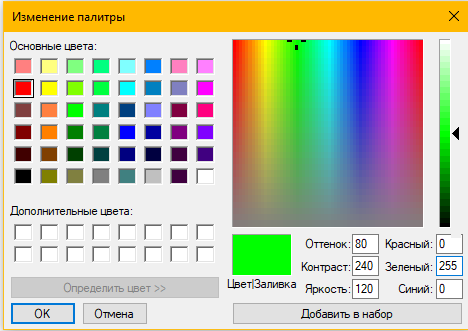 Изменение палитры
Основные цвета:
Дополнительные цвета:
Определить цвет >>
OK
Отмена
Цвет|Заливка
Оттенок: 80
Контраст: 240
Яркость: 120
Красный: 0
Зеленый: 255
Синий: 0
Добавить в набор